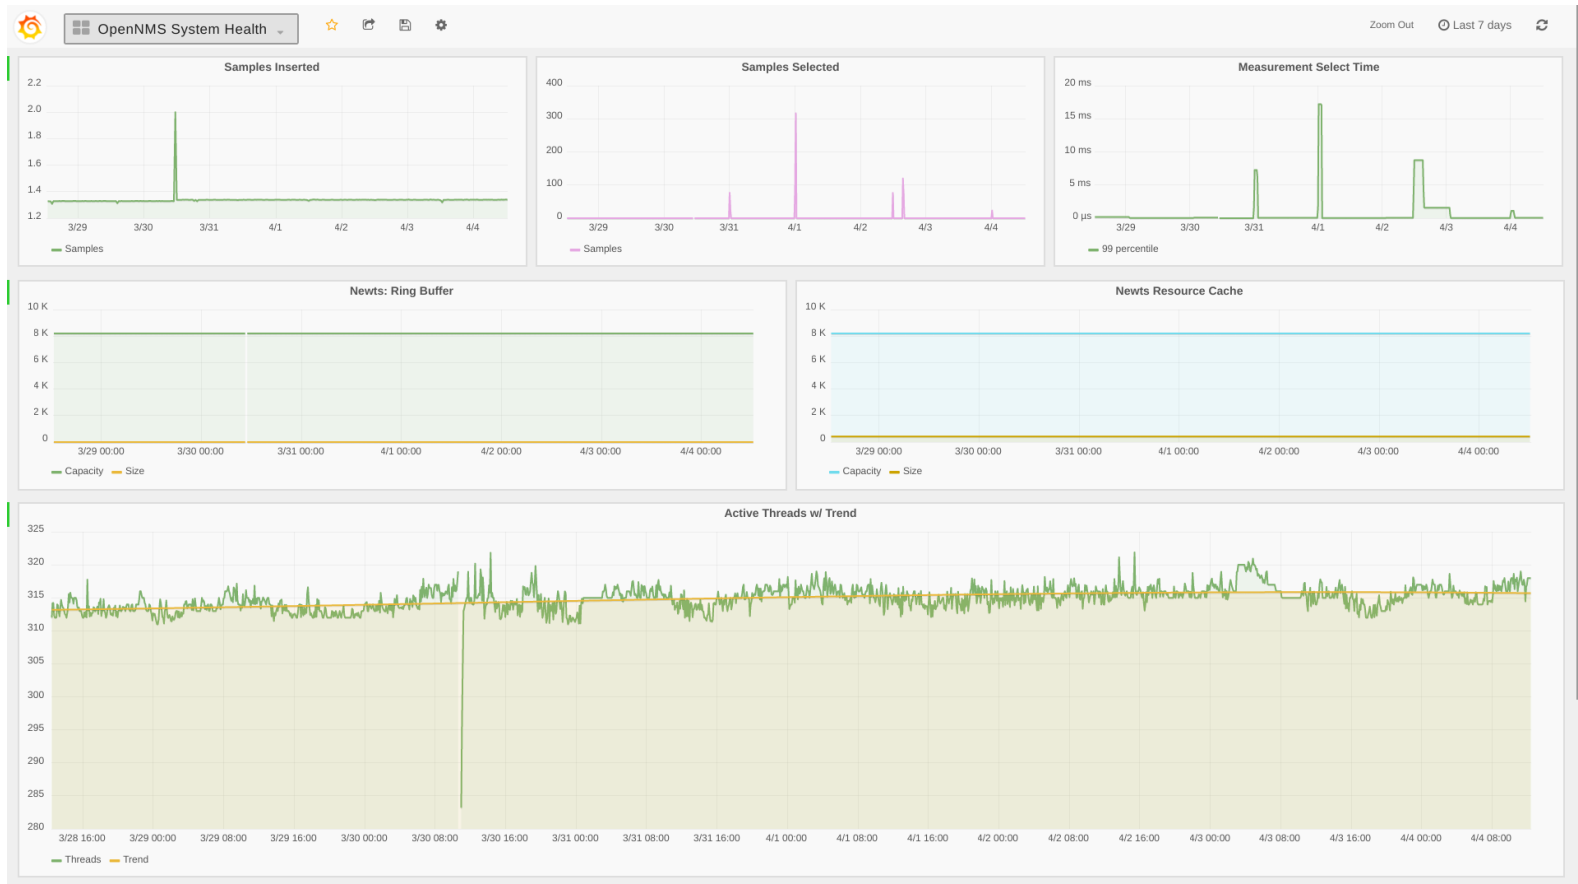 OpenNMS System Health
Zoom Out Last 7 days
Samples Inserted
2.2
2.0
1.8
1.6
1.4
1.2
3/29 3/30 3/31 4/1 4/2 4/3 4/4
Samples
Samples Selected
400
300
200
100
0
3/29 3/30 3/31 4/1 4/2 4/3 4/4
Samples
Measurement Select Time
20 ms
15 ms
10 ms
5 ms
0 µs
3/29 3/30 3/31 4/1 4/2 4/3 4/4
99 percentile
Newts: Ring Buffer
10 K
8 K
6 K
4 K
2 K
0
3/29 00:00 3/30 00:00 3/31 00:00 4/1 00:00 4/2 00:00 4/3 00:00 4/4 00:00
Capacity Size
Newts Resource Cache
10 K
8 K
6 K
4 K
2 K
0
3/29 00:00 3/30 00:00 3/31 00:00 4/1 00:00 4/2 00:00 4/3 00:00 4/4 00:00
Capacity Size
Active Threads w/ Trend
325
320
315
310
305
300
295
290
285
280
3/28 16:00 3/29 00:00 3/29 08:00 3/29 16:00 3/30 00:00 3/30 08:00 3/30 16:00 3/31 00:00 3/31 08:00 3/31 16:00 4/1 00:00 4/1 08:00 4/1 16:00 4/2 00:00 4/2 08:00 4/2 16:00 4/3 00:00 4/3 08:00 4/3 16:00 4/4 00:00 4/4 08:00
Threads Trend